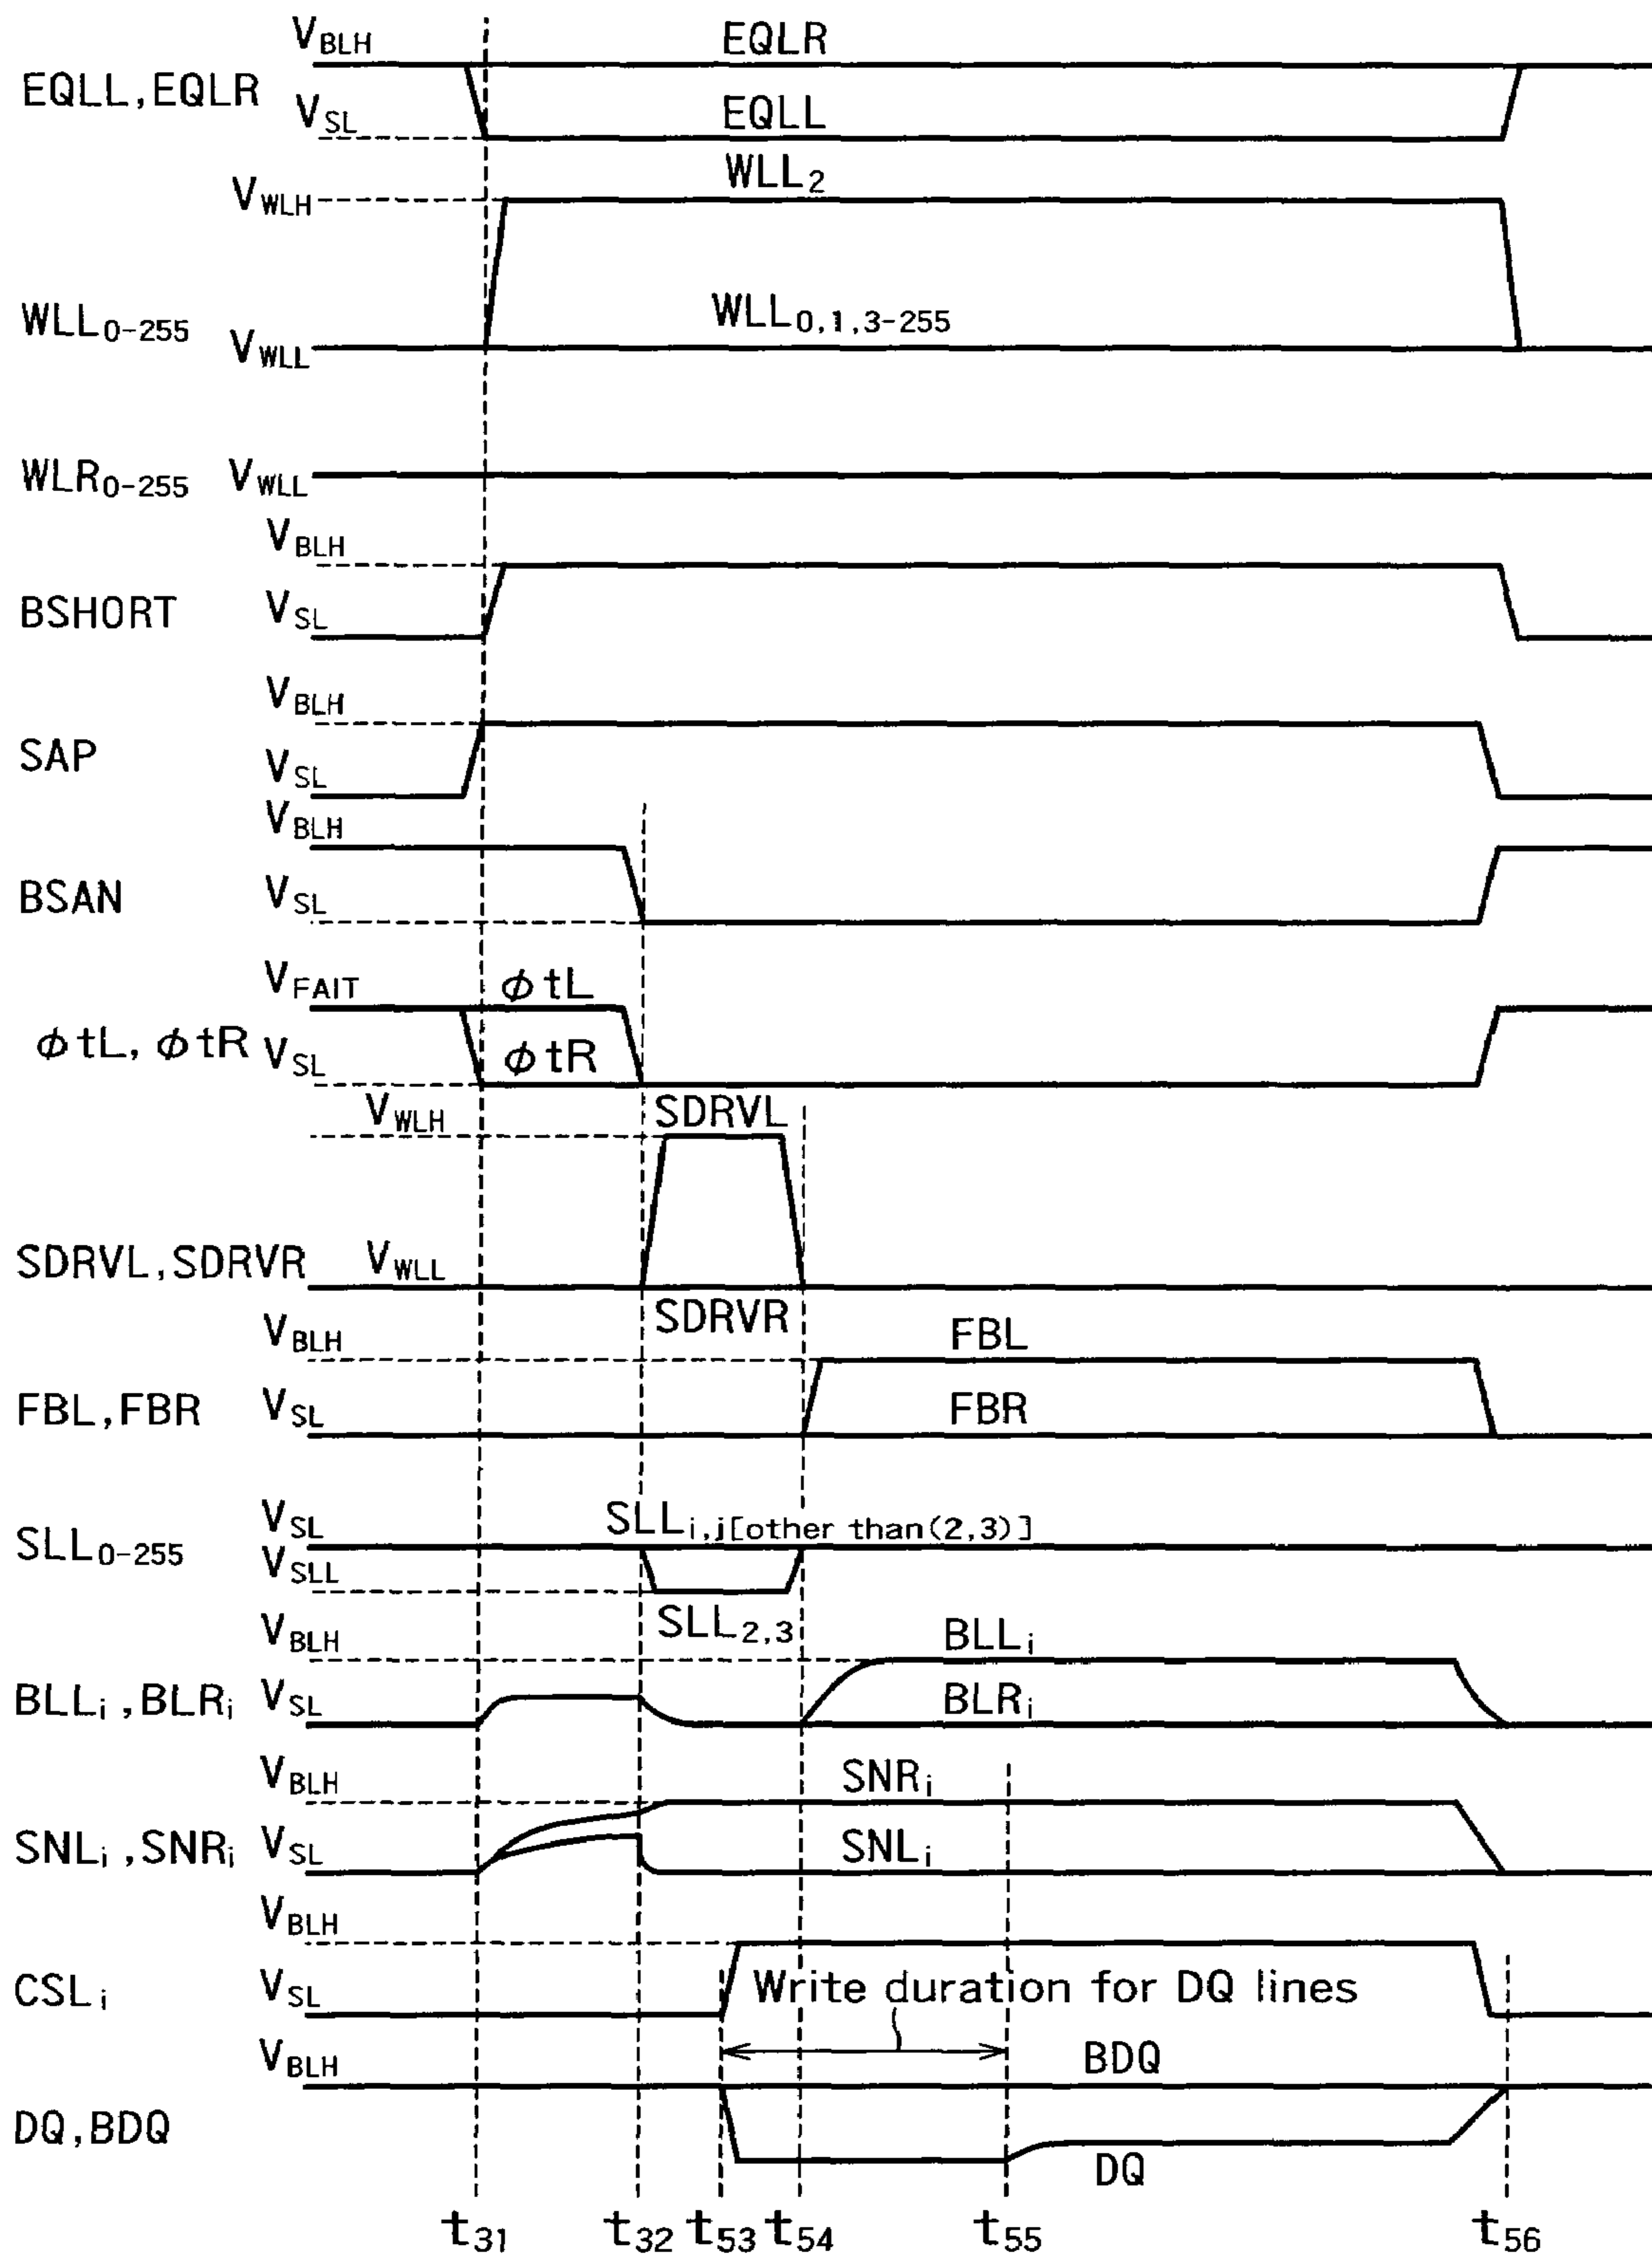 V_BLH EQLR
EQLL,EQLR
V_SL EQLL
WLL_2
V_WLH
WLL_0-255 WLL_0,1,3-255
V_WLL
WLR_0-255 V_WLL
V_BLH
BSHORT V_SL
V_BLH
SAP V_SL
V_BLH
BSAN V_SL
V_FAIT ϕtL
ϕtL, ϕtR V_SL ϕtR
V_WLH SDRVL
SDRVL,SDRVR V_WLL
SDRVR
V_BLH FBL
FBL,FBR V_SL FBR
V_SL SLL_i,j[other than(2,3)]
SLL_0-255 V_SLL
SLL_2,3
V_BLH BLL_i
BLL_i,BLR_i V_SL BLR_i
V_BLH SNR_i
SNL_i,SNR_i V_SL SNL_i
V_BLH
CSL_i V_SL Write duration for DQ lines
V_BLH BDQ
DQ,BDQ
DQ
t_31 t_32 t_53 t_54 t_55 t_56